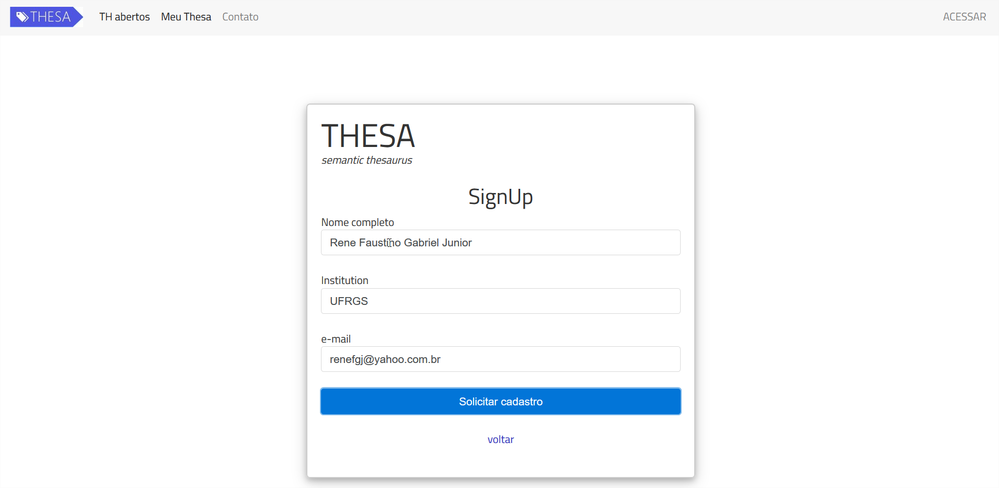 THESA TH abertos Meu Thesa Contato ACESSAR
THESA
semantic thesaurus
SignUp
Nome completo
Rene Faustino Gabriel Junior
Institution
UFRGS
e-mail
renefgj@yahoo.com.br
Solicitar cadastro
voltar